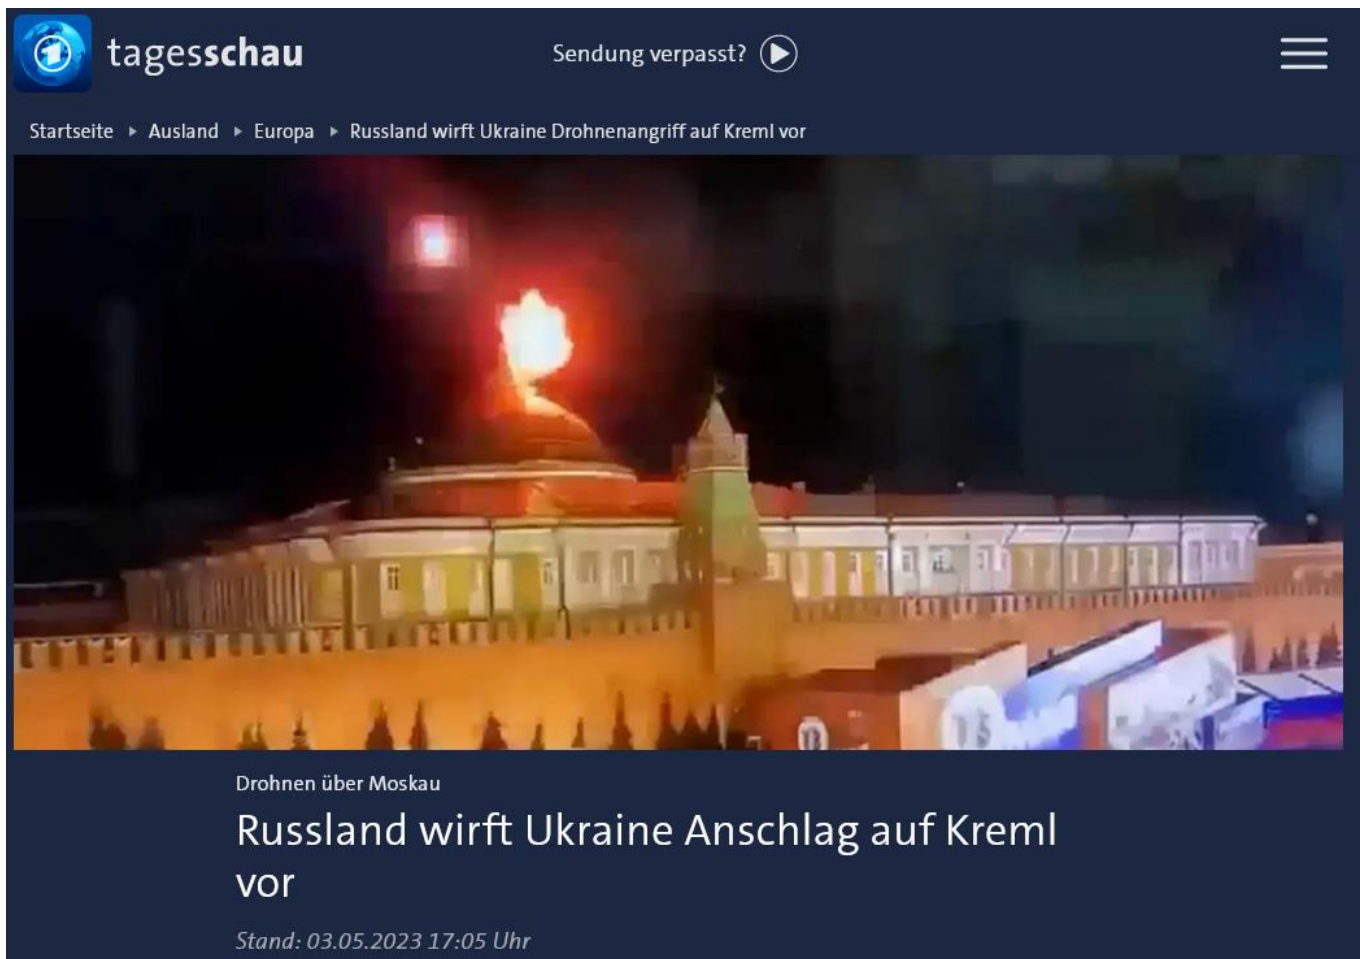 tagesschau
Sendung verpasst?
Startseite ▸ Ausland ▸ Europa ▸ Russland wirft Ukraine Drohnenangriff auf Kreml vor
Drohnen über Moskau
Russland wirft Ukraine Anschlag auf Kreml
vor
Stand: 03.05.2023 17:05 Uhr